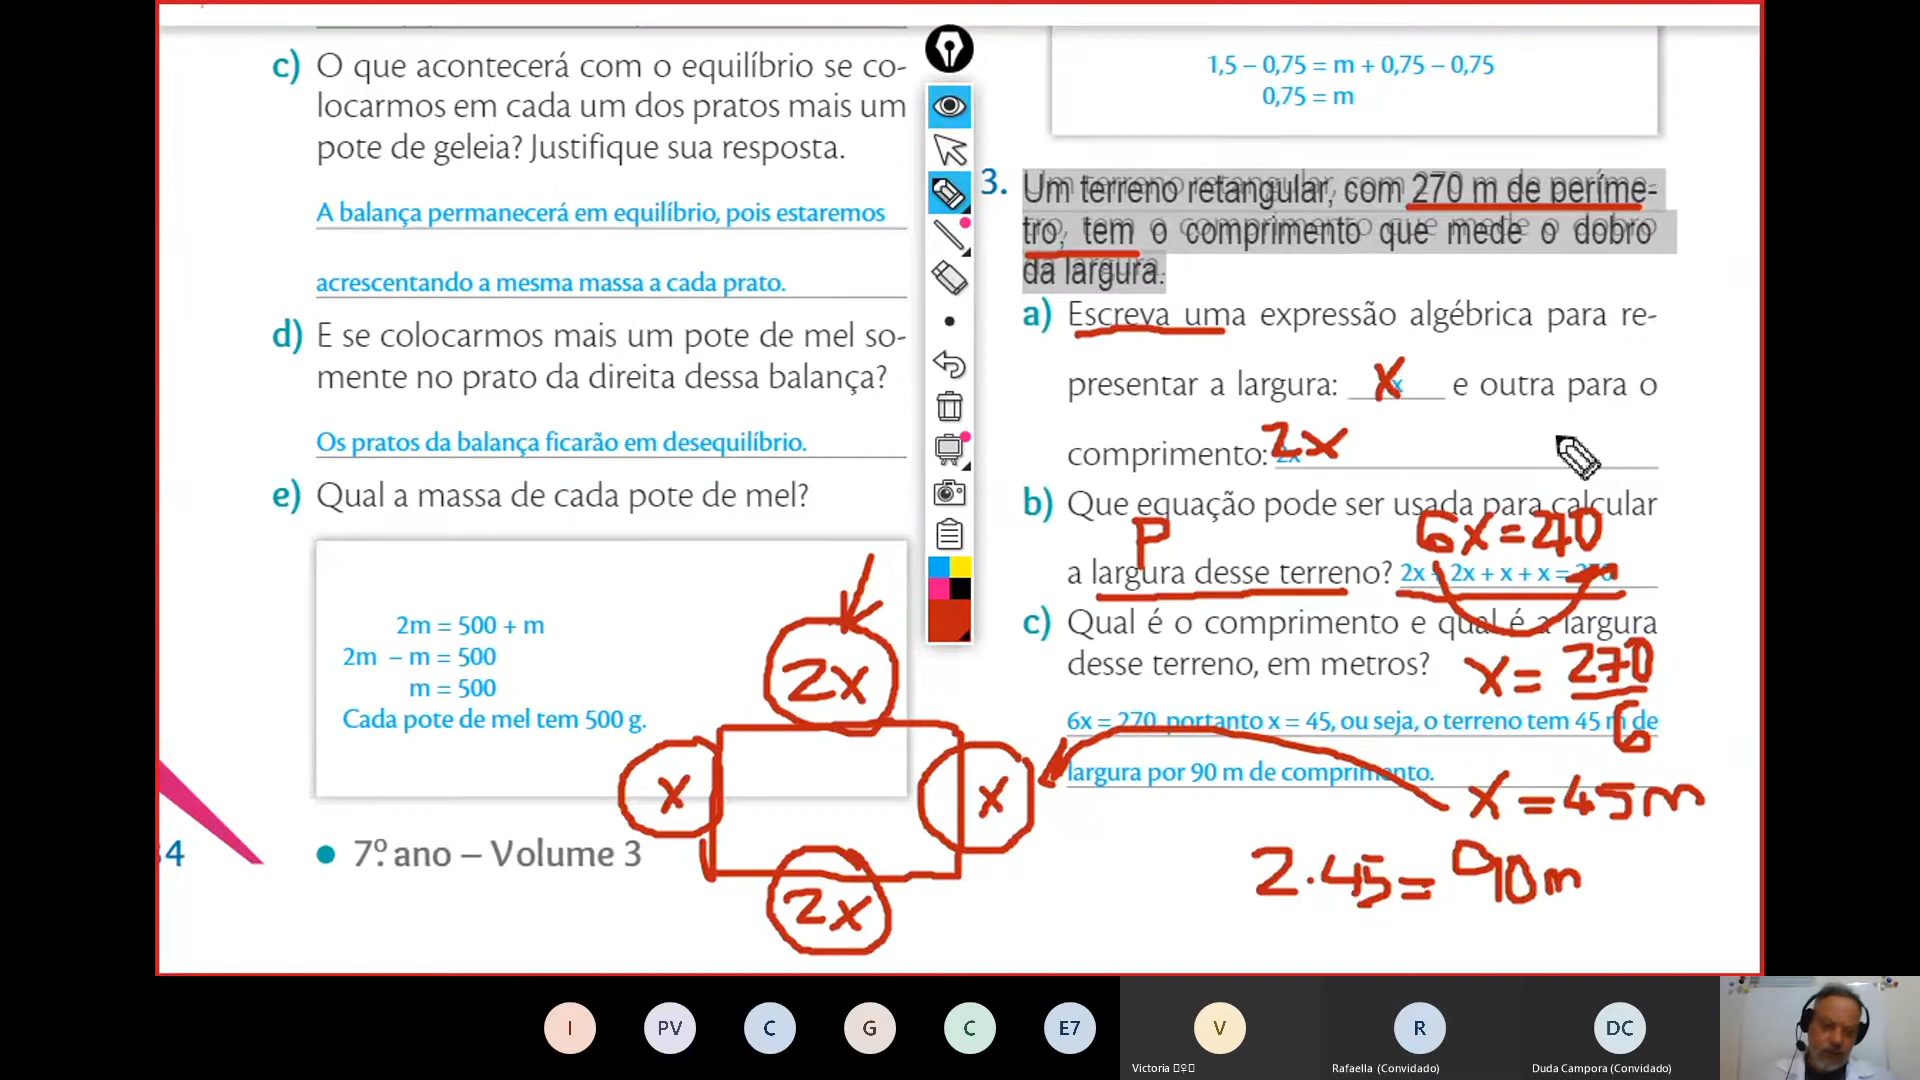 c) O que acontecerá com o equilíbrio se co-
locarmos em cada um dos pratos mais um
pote de geleia? Justifique sua resposta.
A balança permanecerá em equilíbrio, pois estaremos
acrescentando a mesma massa a cada prato.
d) E se colocarmos mais um pote de mel so-
mente no prato da direita dessa balança?
Os pratos da balança ficarão em desequilíbrio.
e) Qual a massa de cada pote de mel?
2m = 500 + m
2m – m = 500
m = 500
Cada pote de mel tem 500 g.
2x
x
x
2x
4
7º. ano – Volume 3
1,5 – 0,75 = m + 0,75 – 0,75
0,75 = m
3. Um terreno retangular, com 270 m de períme-
tro, tem o comprimento que mede o dobro
da largura.
a) Escreva uma expressão algébrica para re-
presentar a largura: x e outra para o
comprimento: 2x
b) Que equação pode ser usada para calcular
P
6x=270
a largura desse terreno? 2x + 2x + x + x = 270
c) Qual é o comprimento e qual é a largura
desse terreno, em metros?
x = 270
6
6x = 270, portanto x = 45, ou seja, o terreno tem 45 m de
largura por 90 m de comprimento.
x = 45m
2.45 = 90m
I
PV
C
G
C
E7
V
R
DC
Victoria
Rafaella (Convidado)
Duda Campora (Convidado)